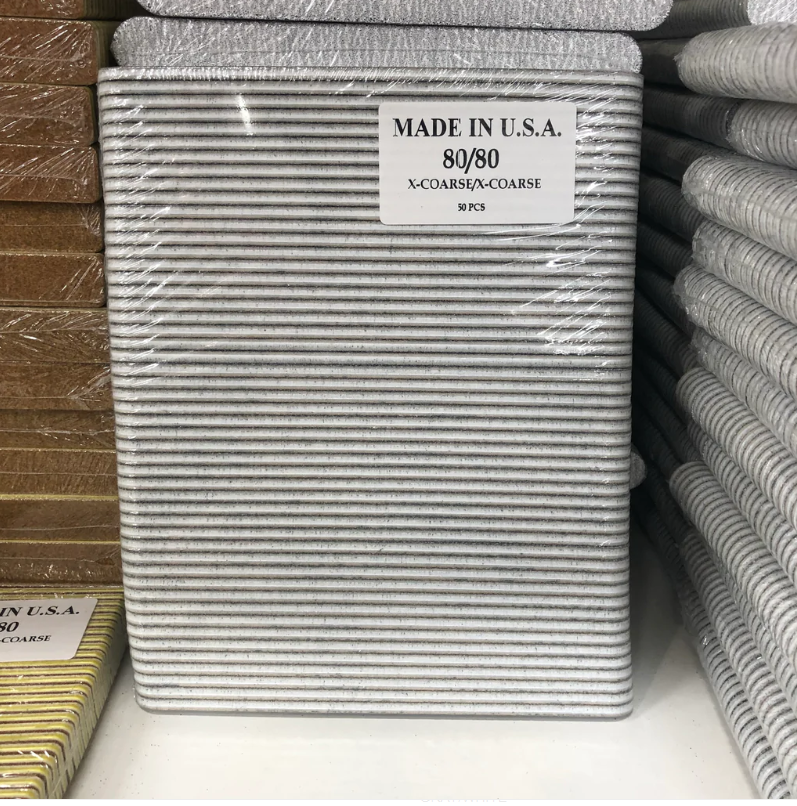 MADE IN U.S.A.
80/80
X-COARSE/X-COARSE
50 PCS
IN U.S.A.
80
-COARSE